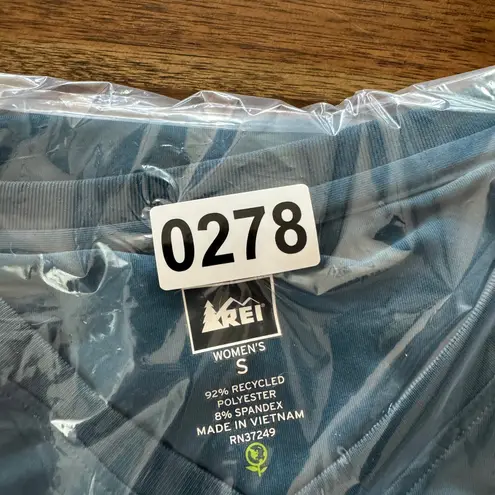 0278
REI
WOMEN'S
S
92% RECYCLED
POLYESTER
8% SPANDEX
MADE IN VIETNAM
RN37249